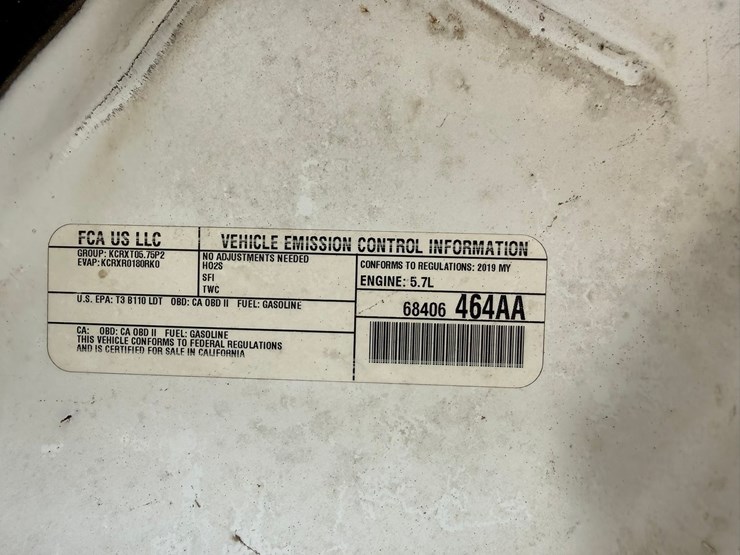 FCA US LLC
VEHICLE EMISSION CONTROL INFORMATION
GROUP: KCRXT05.75P2
EVAP: KCRXR0180RK0
NO ADJUSTMENTS NEEDED
HO2S
SFI
TWC
CONFORMS TO REGULATIONS: 2019 MY
ENGINE: 5.7L
U.S. EPA: T3 B110 LDT OBD: CA OBD II FUEL: GASOLINE
68406 464AA
CA: OBD: CA OBD II FUEL: GASOLINE
THIS VEHICLE CONFORMS TO FEDERAL REGULATIONS
AND IS CERTIFIED FOR SALE IN CALIFORNIA